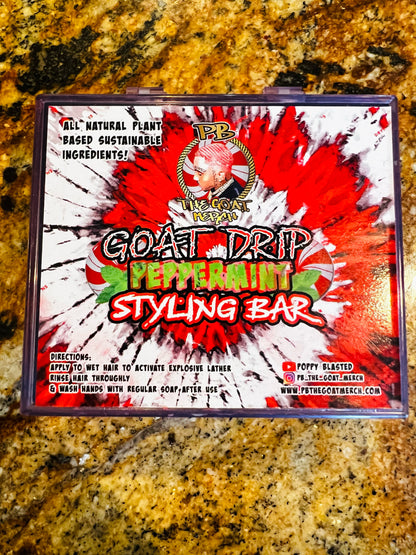 ALL NATURAL PLANT
BASED SUSTAINABLE
INGREDIENTS!
PB
THE GOAT
MERCH
GOAT DRIP
PEPPERMINT
STYLING BAR
DIRECTIONS:
APPLY TO WET HAIR TO ACTIVATE EXPLOSIVE LATHER
RINSE HAIR THROUGHLY
& WASH HANDS WITH REGULAR SOAP AFTER USE
POPPY BLASTED
PB_THE_GOAT_MERCH
WWW.PBTHEGOATMERCH.COM